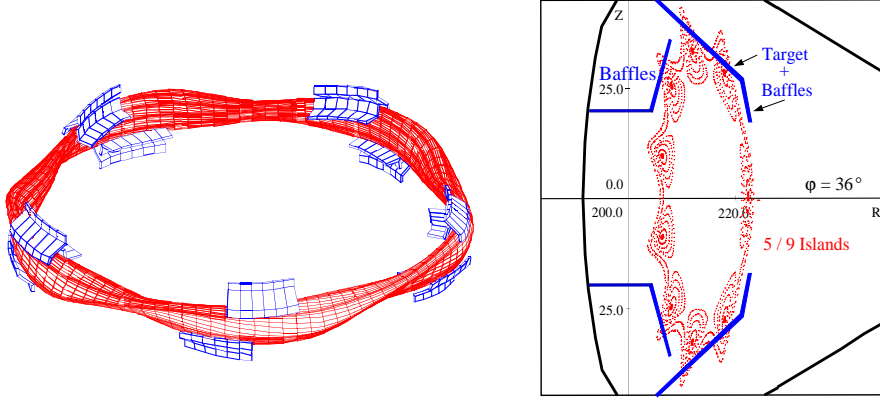 Z
Target
+
Baffles
Baffles
25.0
0.0
φ = 36°
200.0
220.0
R
5 / 9 Islands
25.0